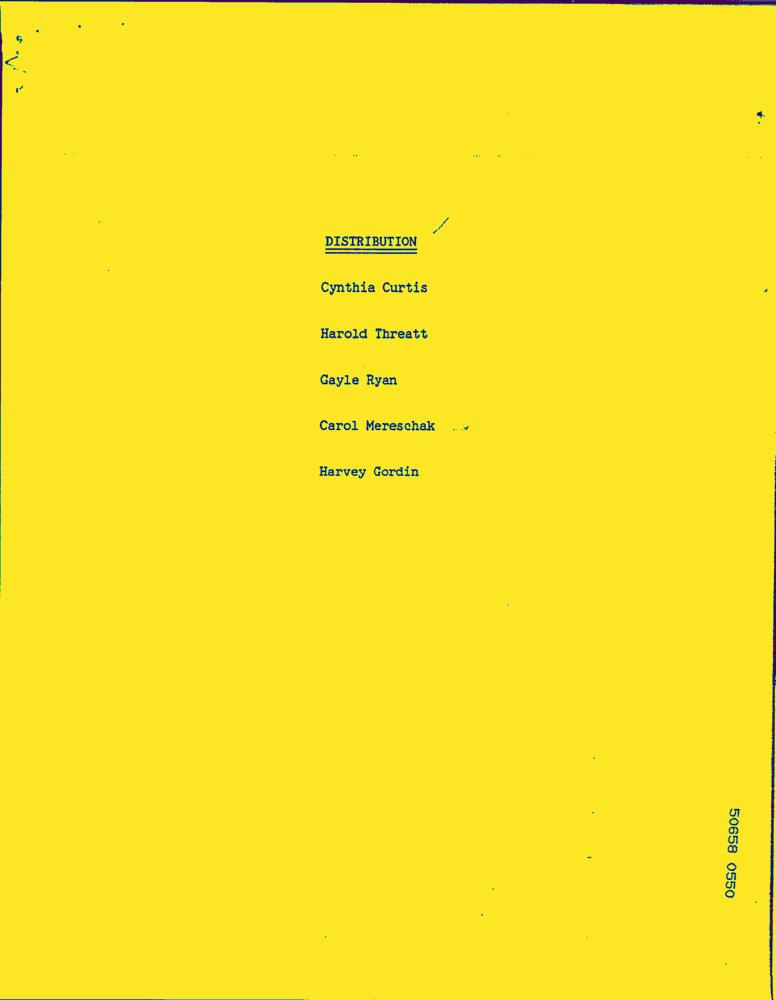 DISTRIBUTION
Cynthia Curtis
Harold Threatt
Gayle Ryan
Carol Mereschak
Harvey Gordin
50658 0550